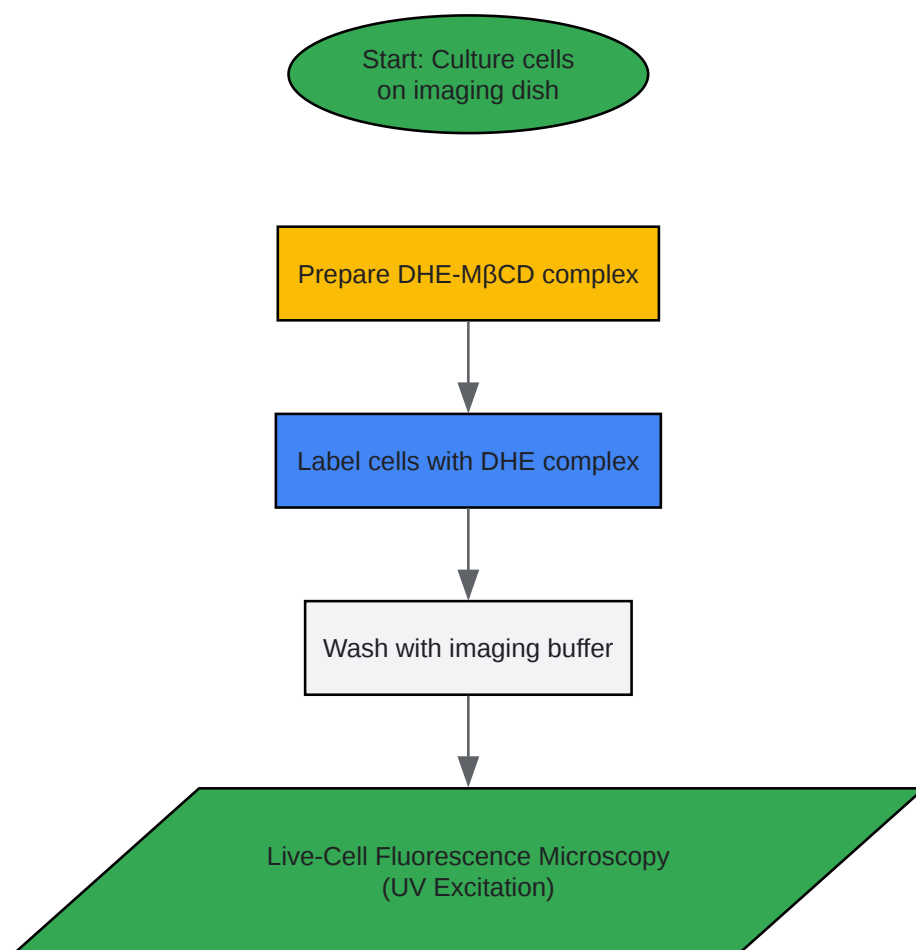 Start: Culture cells
on imaging dish
Prepare DHE-MβCD complex
Label cells with DHE complex
Wash with imaging buffer
Live-Cell Fluorescence Microscopy
(UV Excitation)